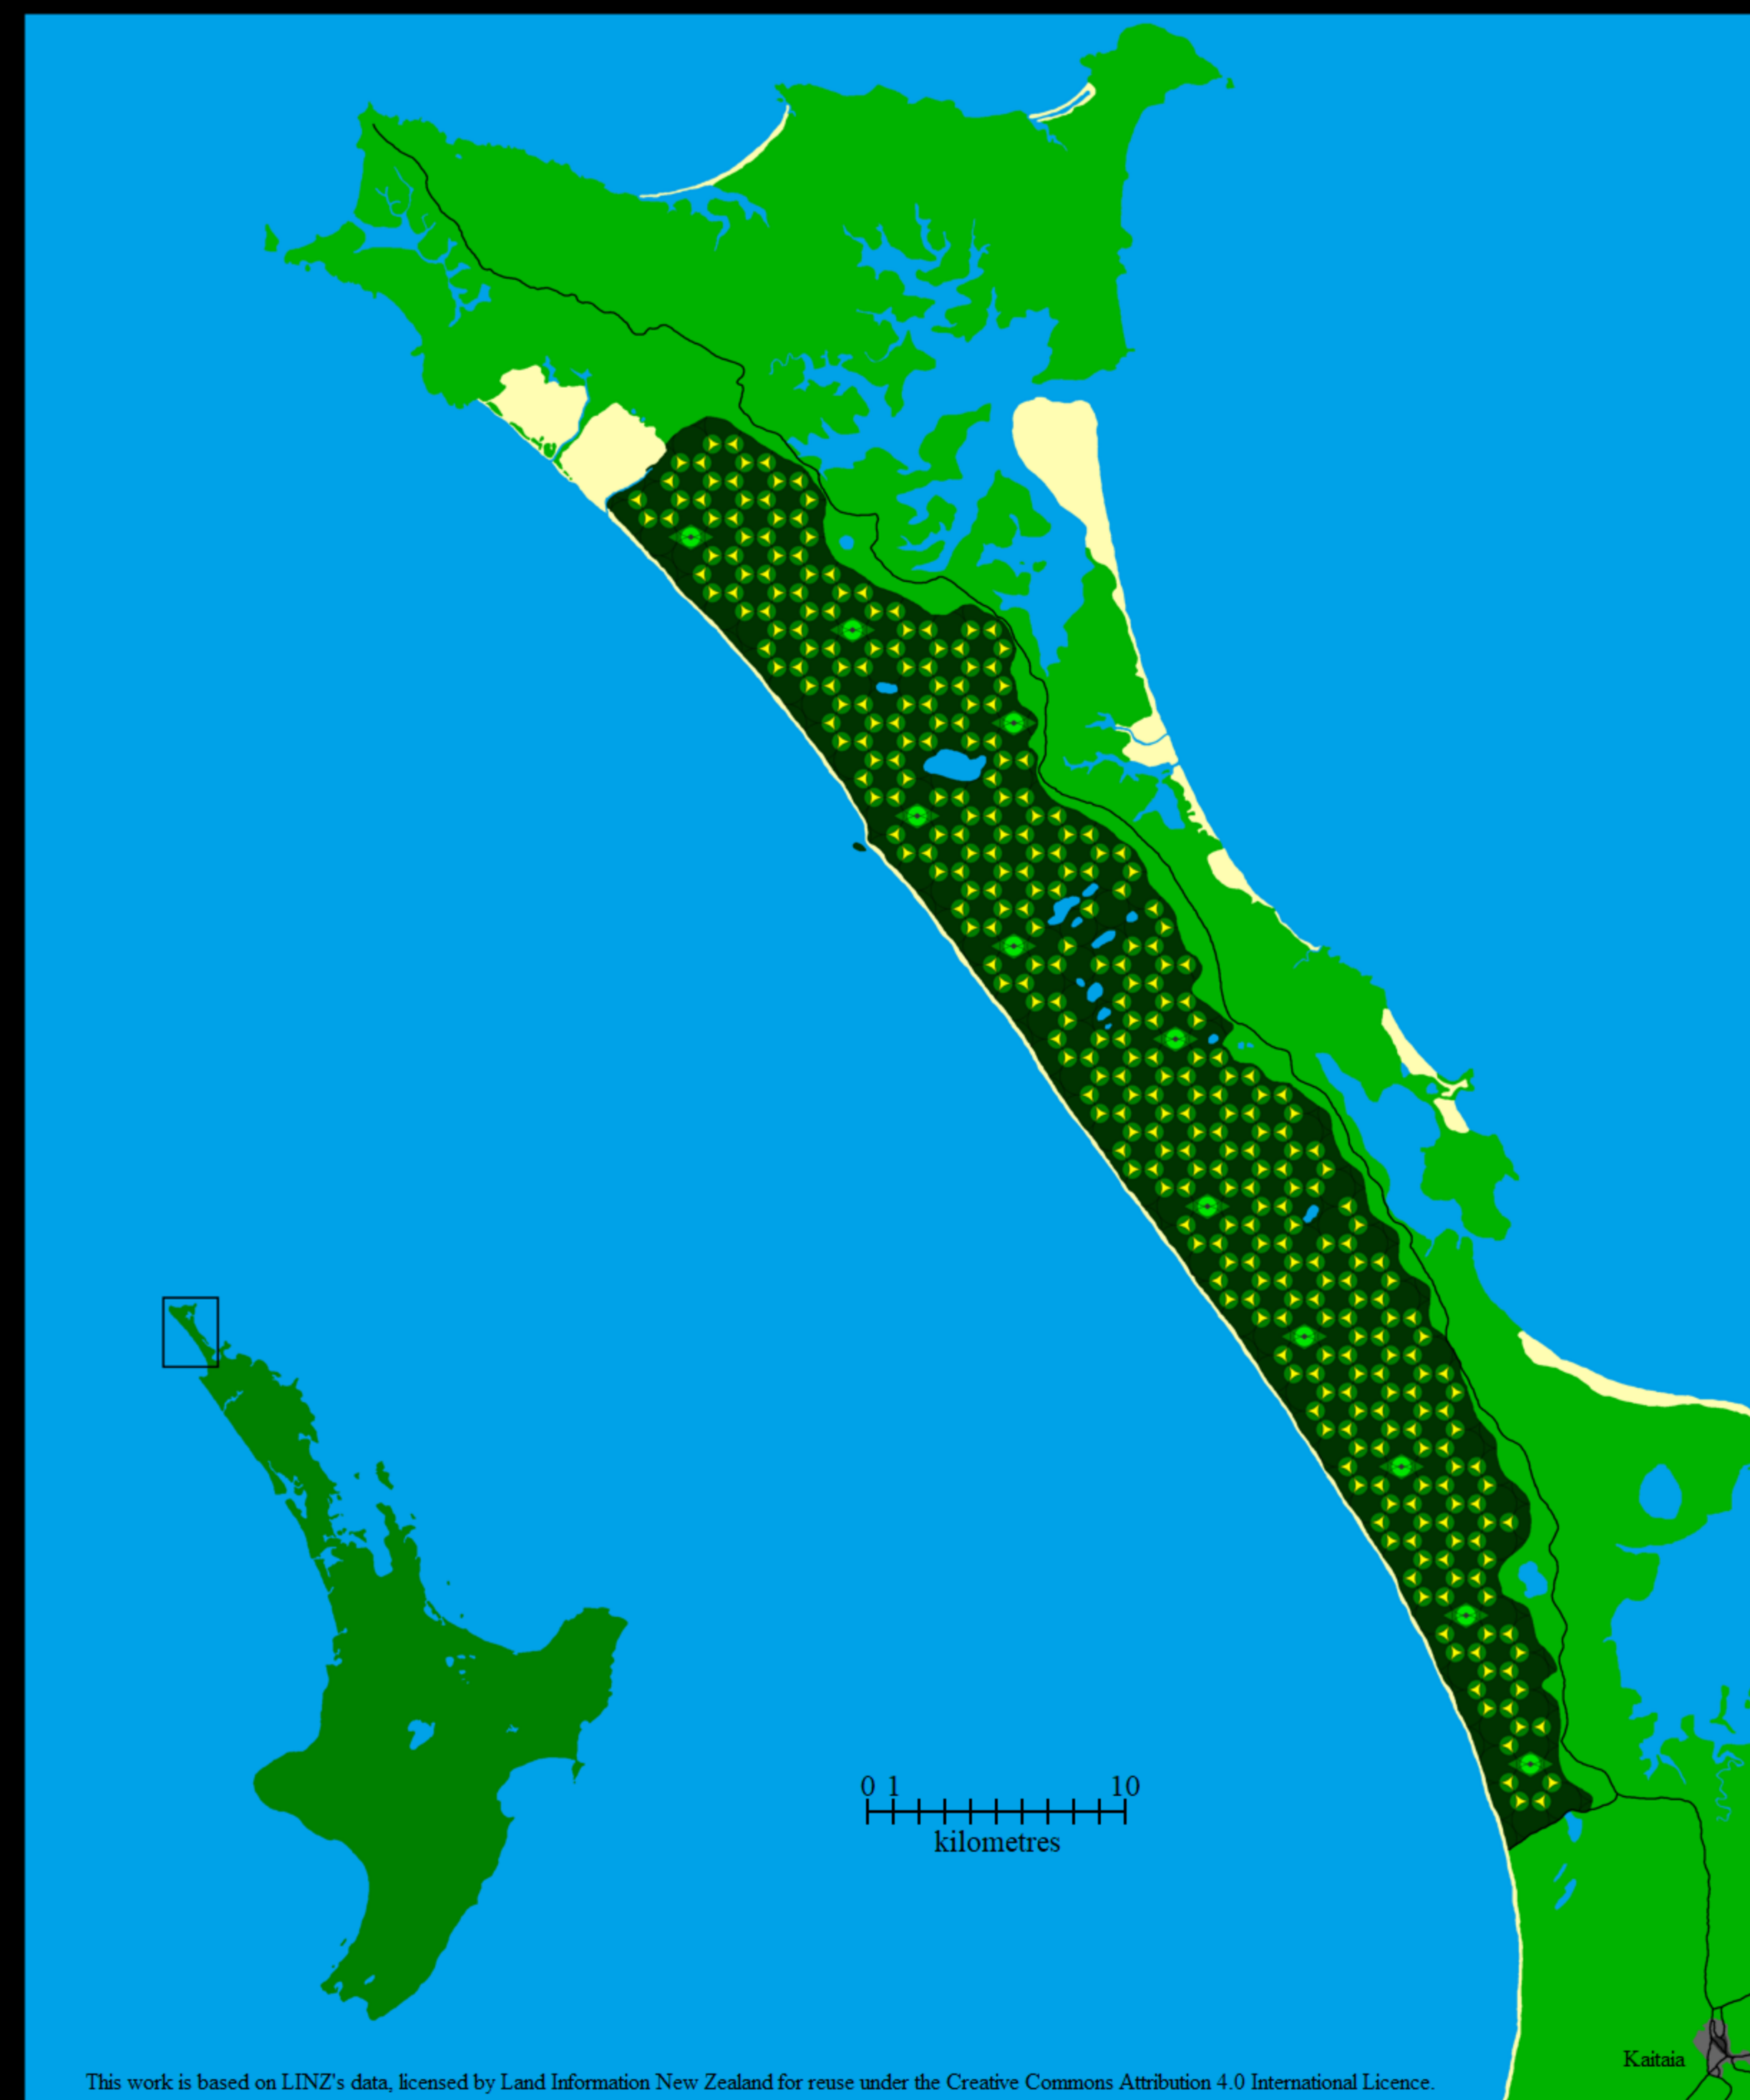 0 1 10
kilometres
Kaitaia
This work is based on LINZ's data, licensed by Land Information New Zealand for reuse under the Creative Commons Attribution 4.0 International Licence.